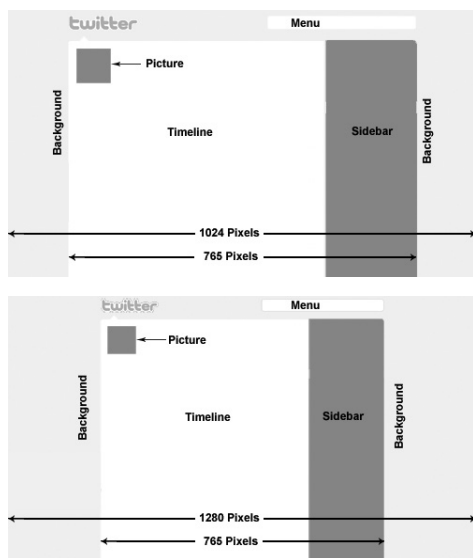 twitter
Menu
Picture
Background
Timeline
Sidebar
Background
1024 Pixels
765 Pixels
twitter
Menu
Picture
Background
Timeline
Sidebar
Background
1280 Pixels
765 Pixels